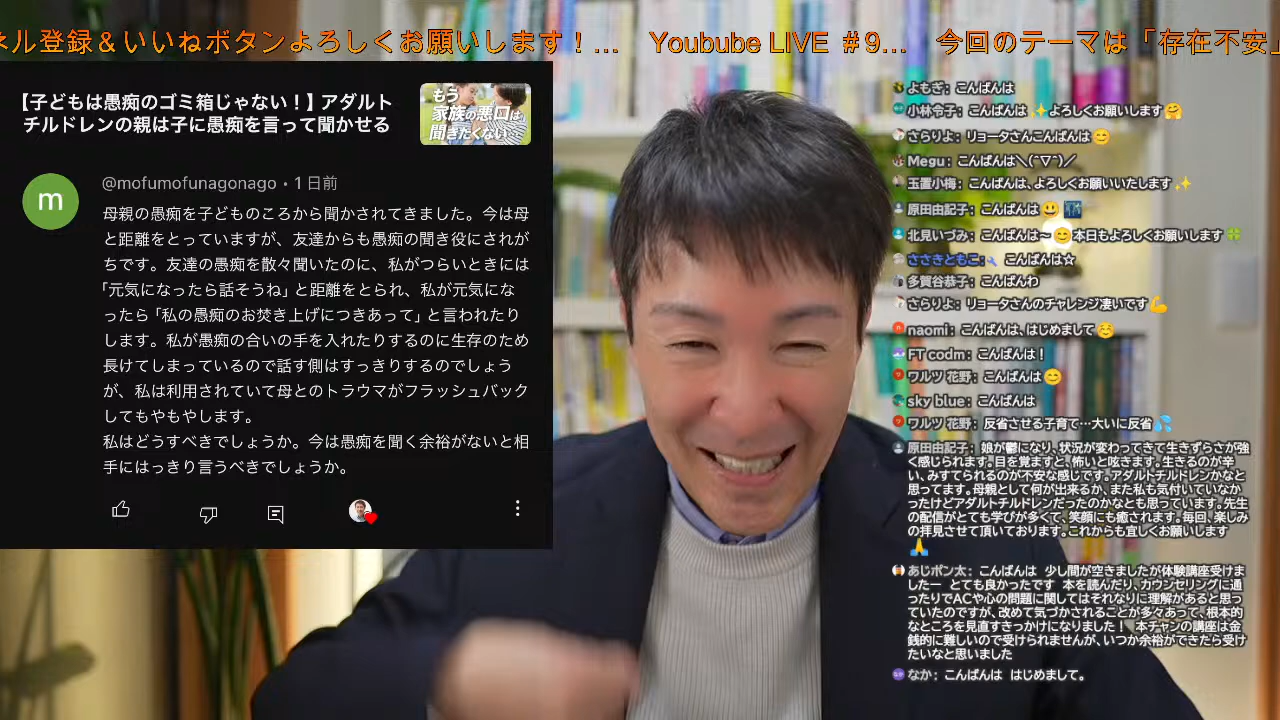 ネル登録＆いいねボタンよろしくお願いします！… Youbube LIVE ＃9… 今回のテーマは「存在不安」
【子どもは愚痴のゴミ箱じゃない！】アダルト
チルドレンの親は子に愚痴を言って聞かせる
もう
家族の悪口は
聞きたくない…
m
@mofumofunagonago・1 日前
母親の愚痴を子どものころから聞かされてきました。今は母
と距離をとっていますが、友達からも愚痴の聞き役にされが
ちです。友達の愚痴を散々聞いたのに、私がつらいときには
「元気になったら話そうね」と距離をとられ、私が元気にな
ったら「私の愚痴のお焚き上げにつきあって」と言われたり
します。私が愚痴の合いの手を入れたりするのに生存のため
長けてしまっているので話す側はすっきりするのでしょう
が、私は利用されていて母とのトラウマがフラッシュバック
してもやもやします。
私はどうすべきでしょうか。今は愚痴を聞く余裕がないと相
手にはっきり言うべきでしょうか。
よもぎ: こんばんは
小林令子: こんばんは ✨よろしくお願いします🤗
さらりよ: リョータさんこんばんは😊
Megu: こんばんは＼(^▽^)／
玉置小梅: こんばんは、よろしくお願いいたします✨
原田由記子: こんばんは😃🌃
北見いづみ: こんばんは〜😊本日もよろしくお願いします🍀
ささきともこ:🔧 こんばんは☆
多賀谷恭子: こんばんわ
さらりよ: リョータさんのチャレンジ凄いです💪
naomi: こんばんは、はじめまして☺️
FT codm: こんばんは！
ワルツ 花野: こんばんは😊
sky blue: こんばんは
ワルツ 花野: 反省させる子育て…大いに反省💦
原田由記子: 娘が鬱になり、状況が変わってきて生きずらさが強
く感じられます。目を覚ますと、怖いと呟きます。生きるのが辛
い、みすてられるのが不安な感じです。アダルトチルドレンかなと
思ってます。母親として何が出来るか、また私も気付いていなか
ったけどアダルトチルドレンだったのかなとも思っています。先生
の配信がとても学びが多くて、笑顔にも癒されます。毎回、楽しみ
の拝見させて頂いております。これからも宜しくお願いします
🙏
あじポン太: こんばんは 少し間が空きましたが体験講座受けま
したー とても良かったです 本を読んだり、カウンセリングに通
ったりでACや心の問題に関してはそれなりに理解があると思っ
ていたのですが、改めて気づかされることが多々あって、根本的
なところを見直すきっかけになりました！ 本チャンの講座は金
銭的に難しいので受けられませんが、いつか余裕ができたら受け
たいなと思いました
なか: こんばんは はじめまして。